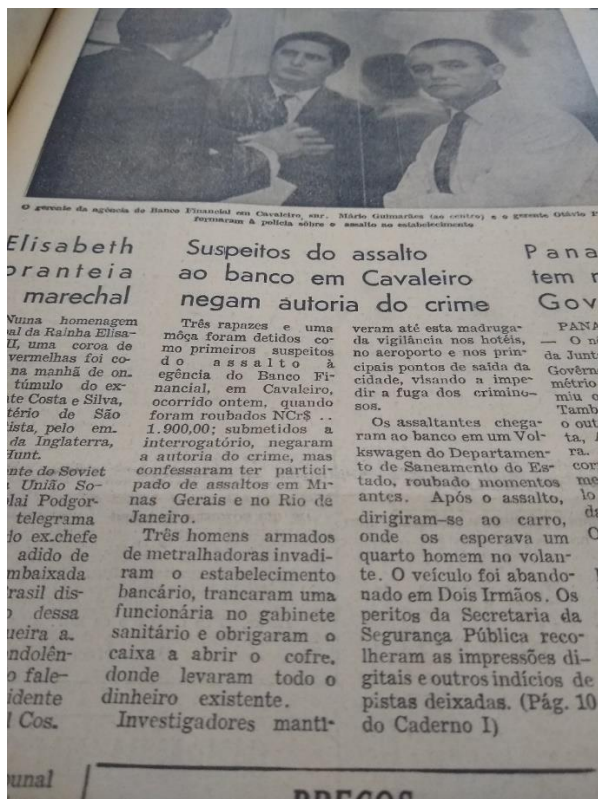 O gerente da agência do Banco Financial em Cavaleiro, snr. Mário Guimarães (ao centro) e o gerente Otávio
formaram à polícia sôbre o assalto no estabelecimento
Elisabeth
pranteia
marechal
Numa homenagem
da Rainha Elisa-
II, uma coroa de
vermelhas foi co-
na manhã de on-
túmulo do ex-
te Costa e Silva,
tério de São
ista, pelo em-
da Inglaterra,
Hunt.
ente do Soviet
União So-
lai Podgor-
telegrama
ex-chefe
adido de
mbaixada
rasil dis-
dessa
queira a-
ndolên-
fale-
idente
Cos.
unal
Suspeitos do assalto
ao banco em Cavaleiro
negam autoria do crime
Três rapazes e uma
môça foram detidos co-
mo primeiros suspeitos
do assalto à
egência do Banco Fi-
nancial, em Cavaleiro,
ocorrido ontem, quando
foram roubados NCr$ ..
1.900,00; submetidos a
interrogatório, negaram
a autoria do crime, mas
confessaram ter partici-
pado de assaltos em Mi-
nas Gerais e no Rio de
Janeiro.
Três homens armados
de metralhadoras invadi-
ram o estabelecimento
bancário, trancaram uma
funcionária no gabinete
sanitário e obrigaram o
caixa a abrir o cofre,
donde levaram todo o
dinheiro existente.
Investigadores manti-
veram até esta madruga-
da vigilância nos hotéis,
no aeroporto e nos prin-
cipais pontos de saída da
cidade, visando a impe-
dir a fuga dos crimino-
sos.
Os assaltantes chega-
ram ao banco em um Vol-
kswagen do Departamen-
to de Saneamento do Es-
tado, roubado momentos
antes. Após o assalto,
dirigiram-se ao carro,
onde os esperava um
quarto homem no volan-
te. O veículo foi abando-
nado em Dois Irmãos. Os
peritos da Secretaria da
Segurança Pública reco-
lheram as impressões di-
gitais e outros indícios de
pistas deixadas. (Pág. 10
do Caderno I)
Pana
tem
Gov
PANA
— O
da Junt
Govêrn
métrio
miu o
Tamb
o out
ta,
ra.
cor
me
lo
da
PREÇOS